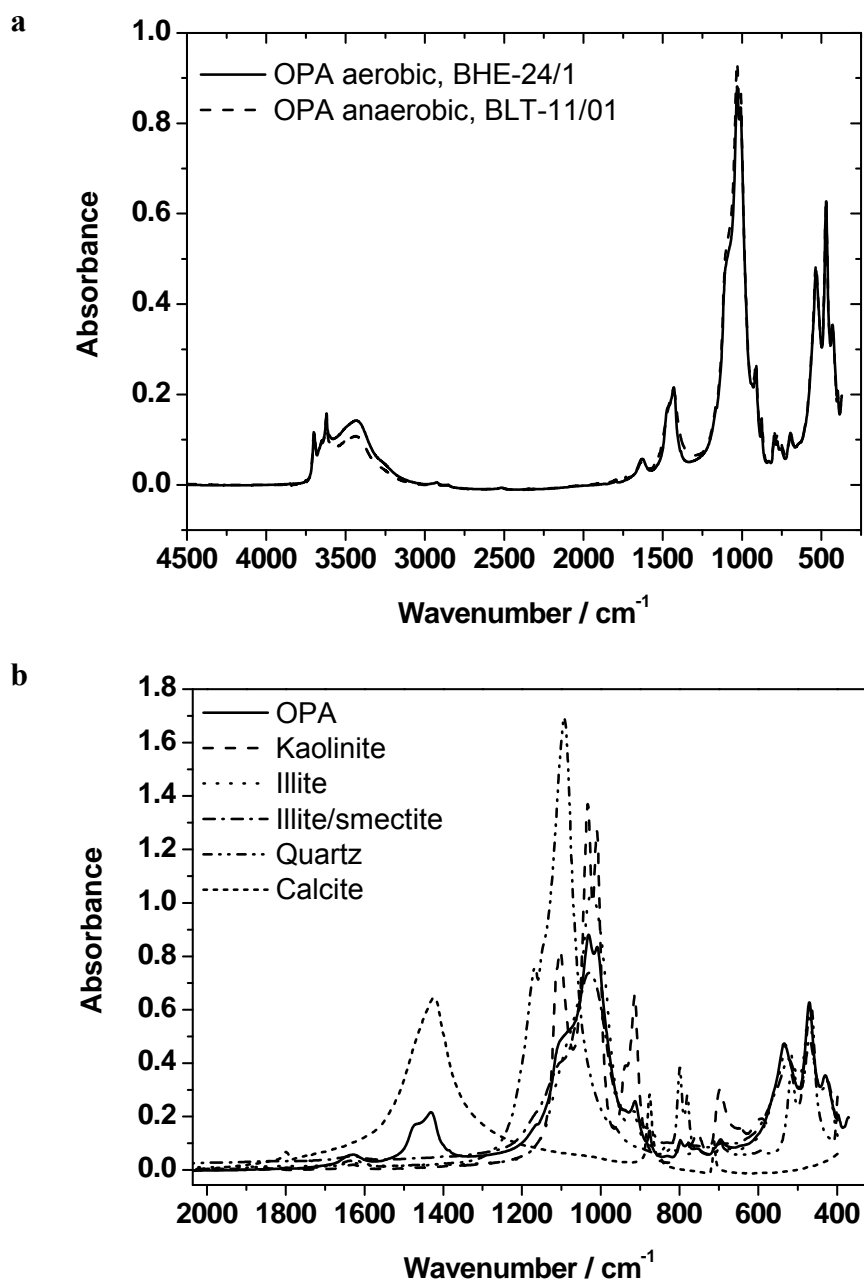 a
1.0
0.8
0.6
0.4
0.2
0.0
Absorbance
OPA aerobic, BHE-24/1
OPA anaerobic, BLT-11/01
4500 4000 3500 3000 2500 2000 1500 1000 500
Wavenumber / cm-1
b
1.8
1.6
1.4
1.2
1.0
0.8
0.6
0.4
0.2
0.0
Absorbance
OPA
Kaolinite
Illite
Illite/smectite
Quartz
Calcite
2000 1800 1600 1400 1200 1000 800 600 400
Wavenumber / cm-1